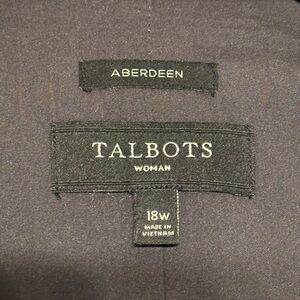 ABERDEEN
TALBOTS
WOMAN
18W
MADE IN
VIETNAM